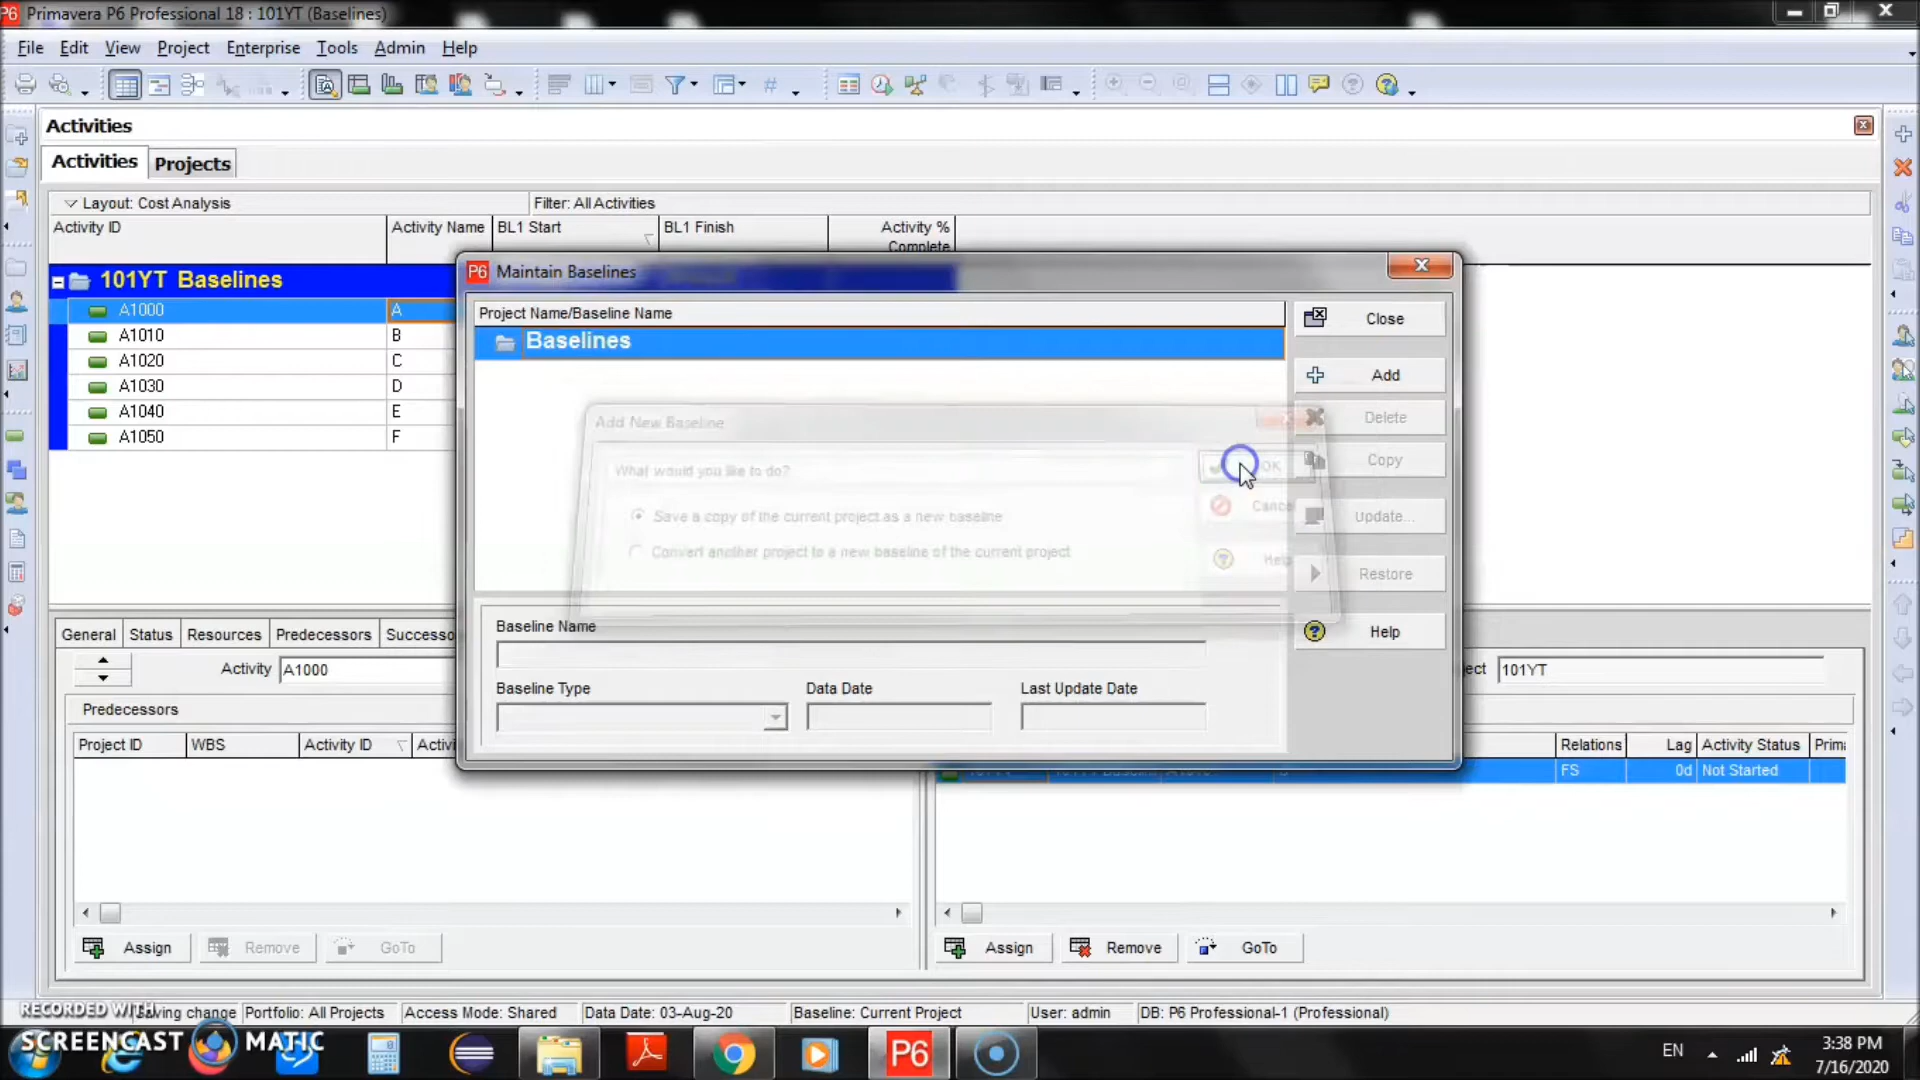 Primavera P6 Professional 18 : 101YT (Baselines)
File Edit View Project Enterprise Tools Admin Help
Activities
Activities Projects
Layout: Cost Analysis Filter: All Activities
Activity ID Activity Name BL1 Start BL1 Finish Activity % Complete
101YT Baselines
A1000 A
A1010 B
A1020 C
A1030 D
A1040 E
A1050 F
P6 Maintain Baselines
Project Name/Baseline Name
Baselines
Close
Add
Delete
Copy
Update...
Restore
Help
Add New Baseline
What would you like to do?
OK
Save a copy of the current project as a new baseline
Convert another project to a new baseline of the current project
Baseline Name
Baseline Type Data Date Last Update Date
General Status Resources Predecessors
Activity A1000
101YT
Predecessors
Project ID WBS Activity ID
Relations Lag Activity Status
FS 0d Not Started
Assign Remove GoTo
Assign Remove GoTo
RECORDED WITH
change Portfolio: All Projects Access Mode: Shared Data Date: 03-Aug-20 Baseline: Current Project User: admin DB: P6 Professional-1 (Professional)
SCREENCAST MATIC
P6
EN
3:38 PM
7/16/2020